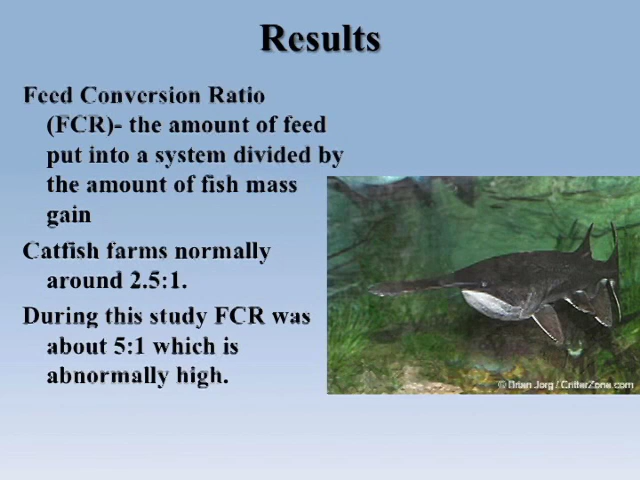 Results
Feed Conversion Ratio
(FCR)- the amount of feed
put into a system divided by
the amount of fish mass
gain
Catfish farms normally
around 2.5:1.
During this study FCR was
about 5:1 which is
abnormally high.
© Brian Jorg / CritterZone.com